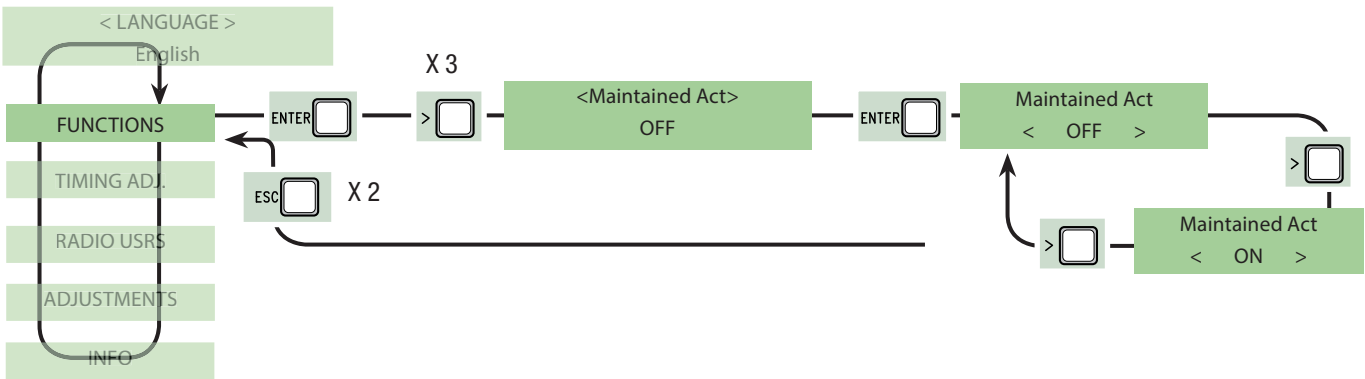 < LANGUAGE >
English
FUNCTIONS
TIMING ADJ.
RADIO USRS
ADJUSTMENTS
INFO
ENTER
X 3
>
<Maintained Act>
OFF
ENTER
Maintained Act
< OFF >
>
Maintained Act
< ON >
>
ESC
X 2